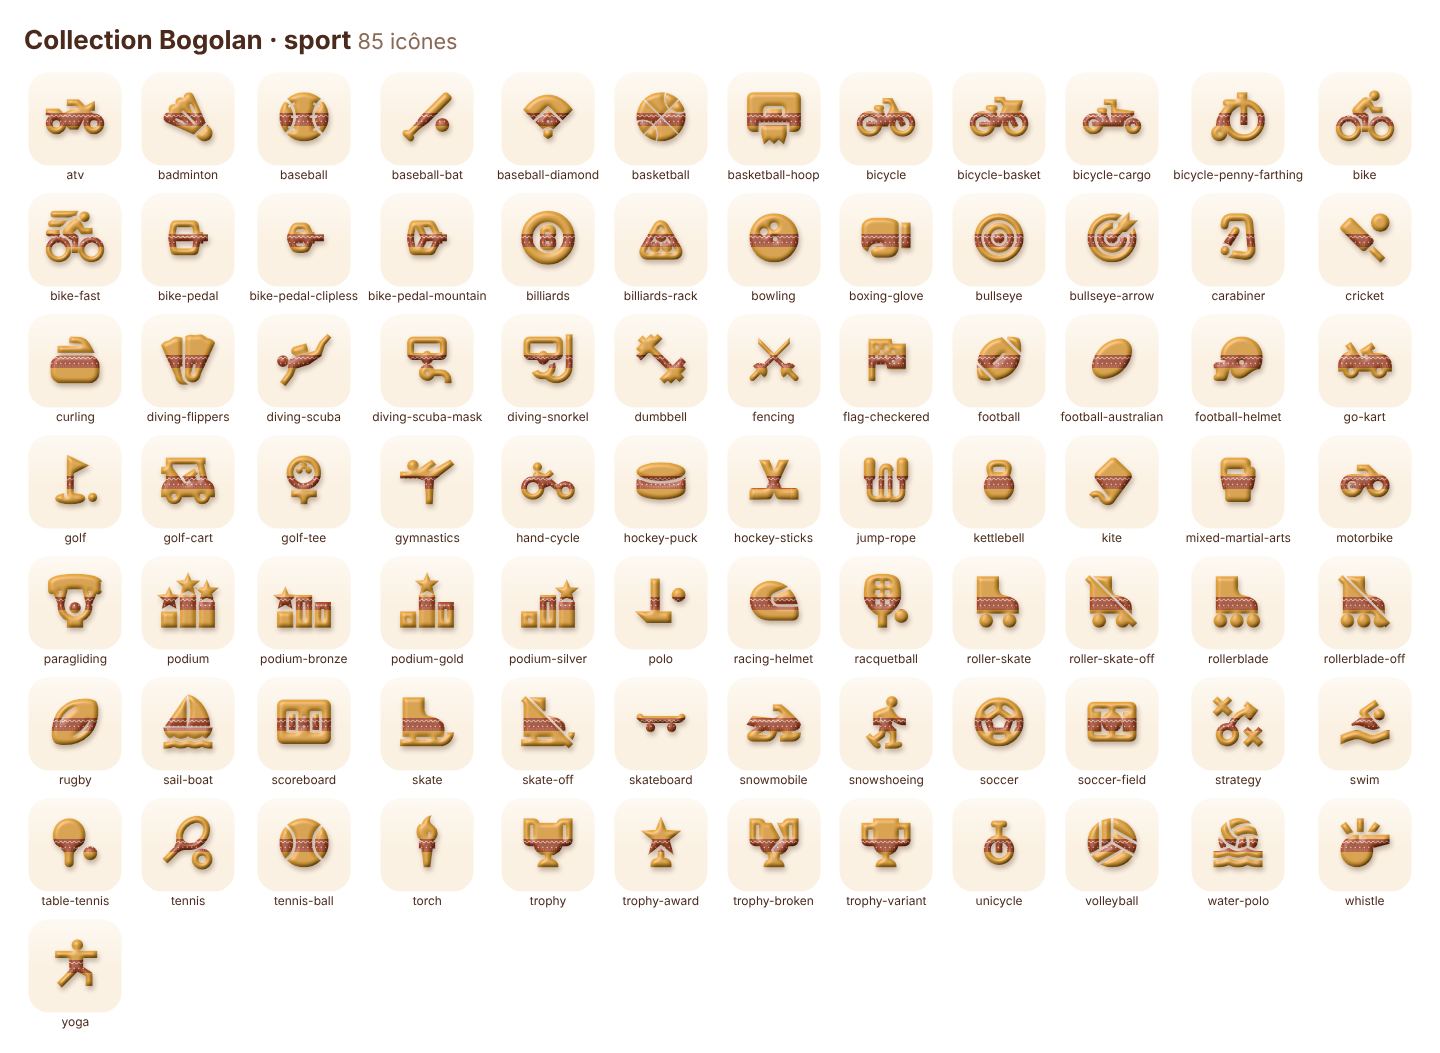 Collection Bogolan · sport 85 icônes
atv badminton baseball baseball-bat baseball-diamond basketball basketball-hoop bicycle bicycle-basket bicycle-cargo bicycle-penny-farthing bike
bike-fast bike-pedal bike-pedal-clipless bike-pedal-mountain billiards billiards-rack bowling boxing-glove bullseye bullseye-arrow carabiner cricket
curling diving-flippers diving-scuba diving-scuba-mask diving-snorkel dumbbell fencing flag-checkered football football-australian football-helmet go-kart
golf golf-cart golf-tee gymnastics hand-cycle hockey-puck hockey-sticks jump-rope kettlebell kite mixed-martial-arts motorbike
paragliding podium podium-bronze podium-gold podium-silver polo racing-helmet racquetball roller-skate roller-skate-off rollerblade rollerblade-off
rugby sail-boat scoreboard skate skate-off skateboard snowmobile snowshoeing soccer soccer-field strategy swim
table-tennis tennis tennis-ball torch trophy trophy-award trophy-broken trophy-variant unicycle volleyball water-polo whistle
yoga